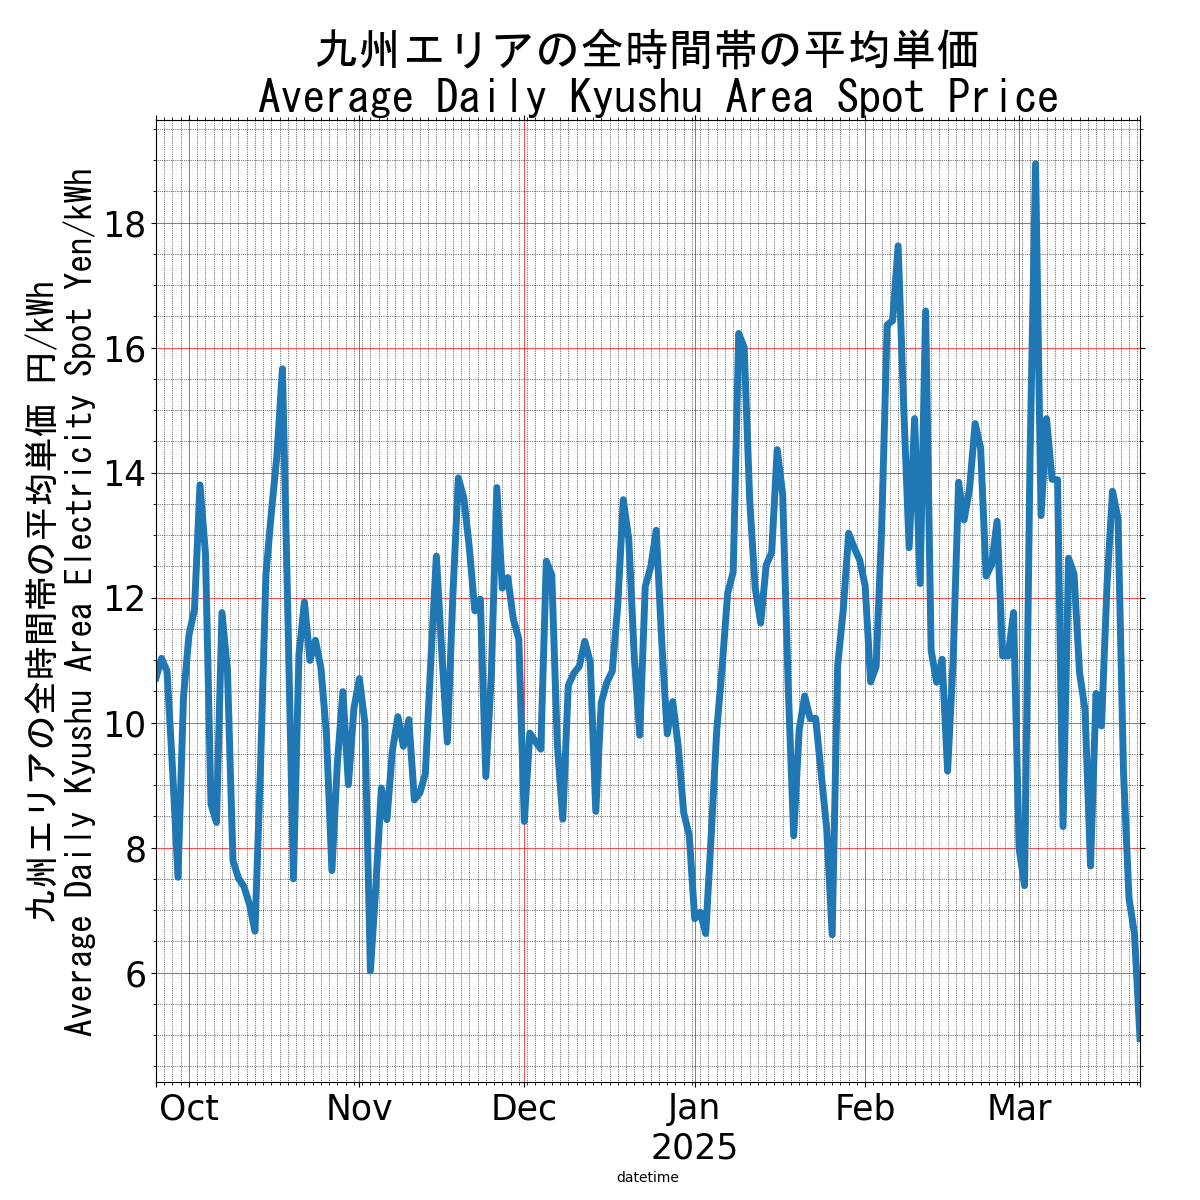 九州エリアの全時間帯の平均単価
Average Daily Kyushu Area Spot Price
九州エリアの全時間帯の平均単価 円/kWh
Average Daily Kyushu Area Electricity Spot Yen/kWh
18
16
14
12
10
8
6
Oct Nov Dec Jan Feb Mar
2025
datetime